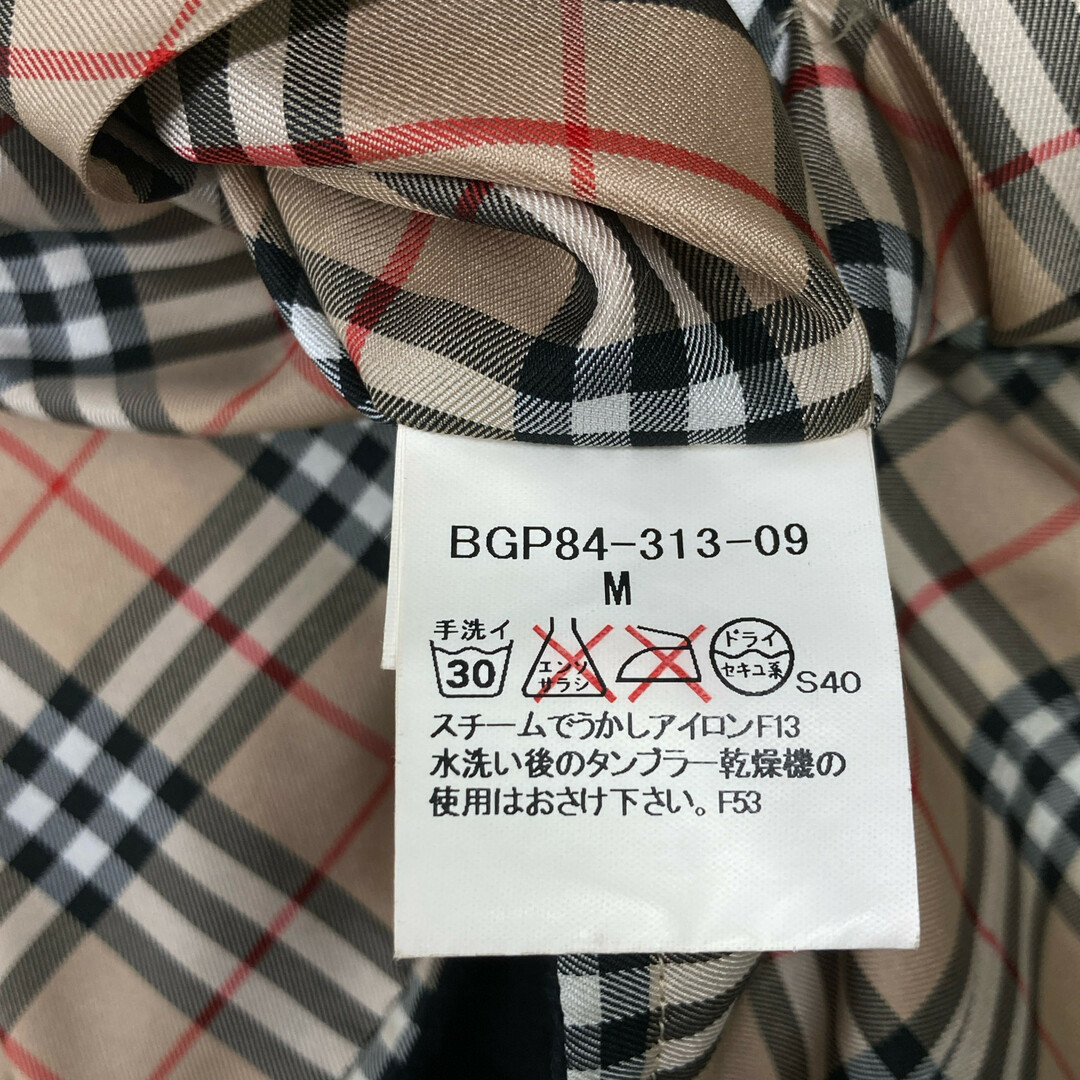 BGP84-313-09
M
手洗イ
30
エンソ
サラシ
ドライ
セキユ系
S40
スチームでうかしアイロンF13
水洗い後のタンブラー乾燥機の
使用はおさけ下さい。F53